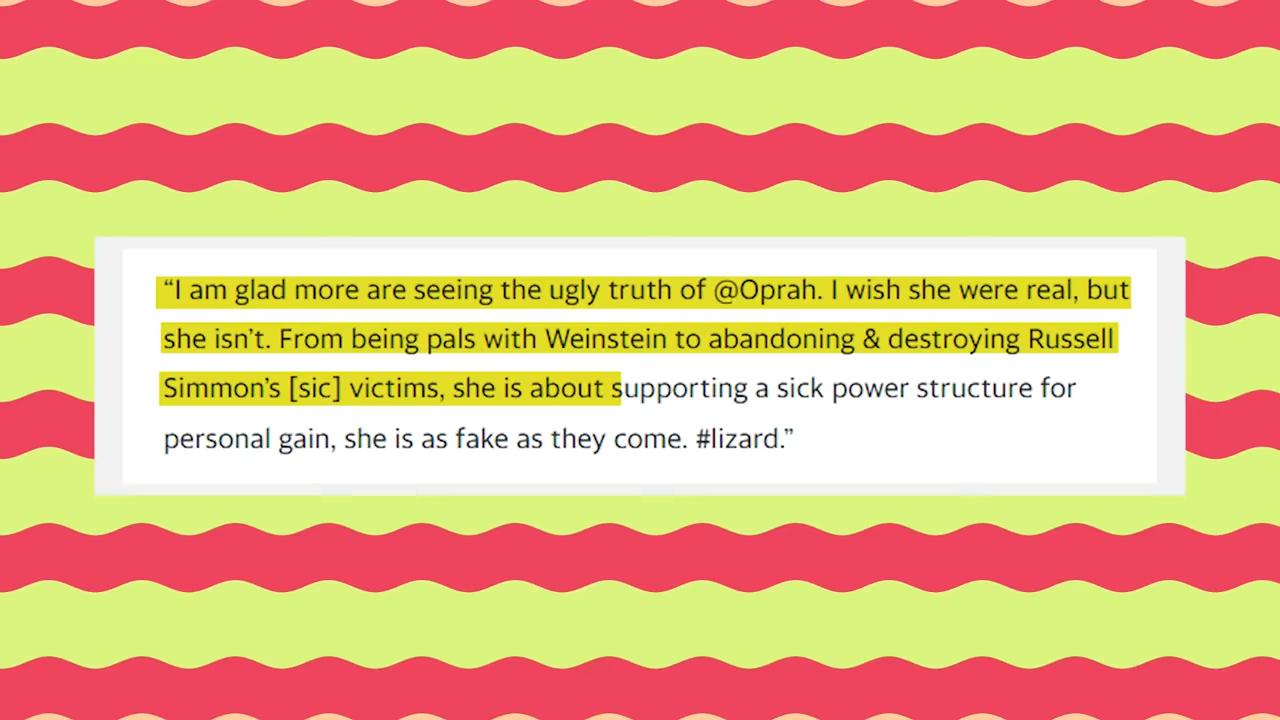 “I am glad more are seeing the ugly truth of @Oprah. I wish she were real, but
she isn’t. From being pals with Weinstein to abandoning & destroying Russell
Simmon’s [sic] victims, she is about supporting a sick power structure for
personal gain, she is as fake as they come. #lizard.”